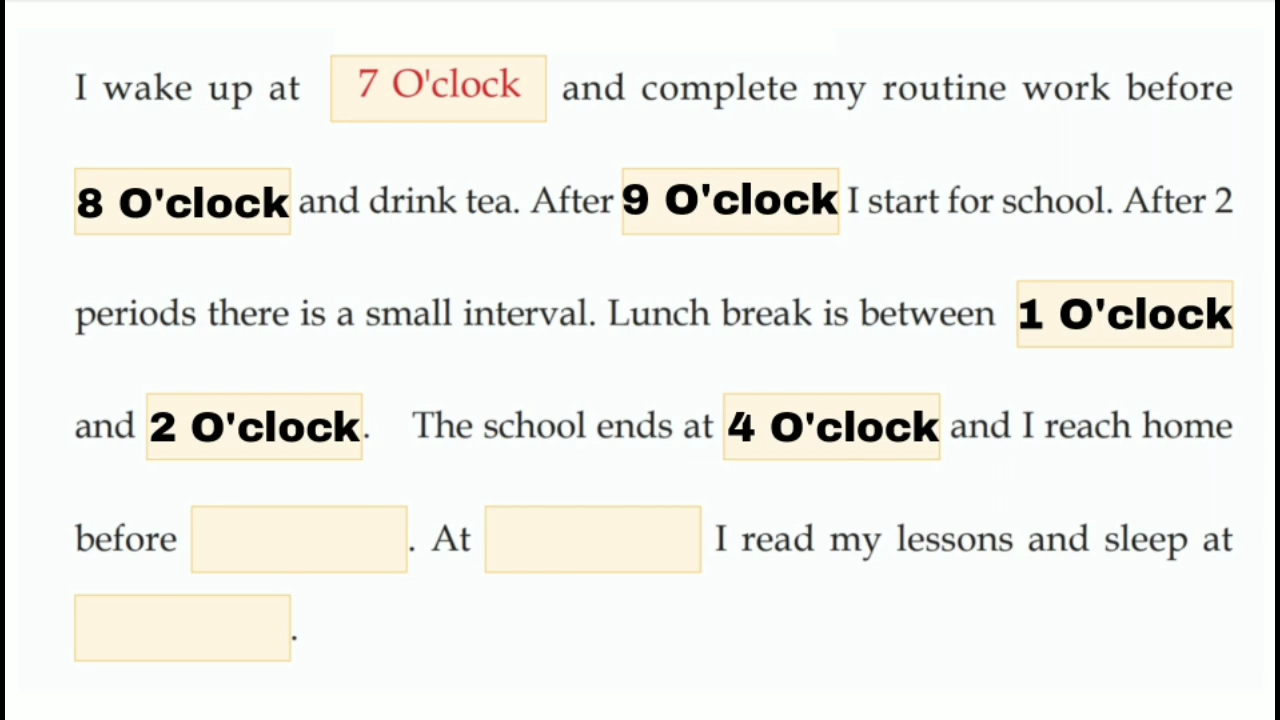 I wake up at 7 O'clock and complete my routine work before
8 O'clock and drink tea. After 9 O'clock I start for school. After 2
periods there is a small interval. Lunch break is between 1 O'clock
and 2 O'clock. The school ends at 4 O'clock and I reach home
before . At I read my lessons and sleep at
.